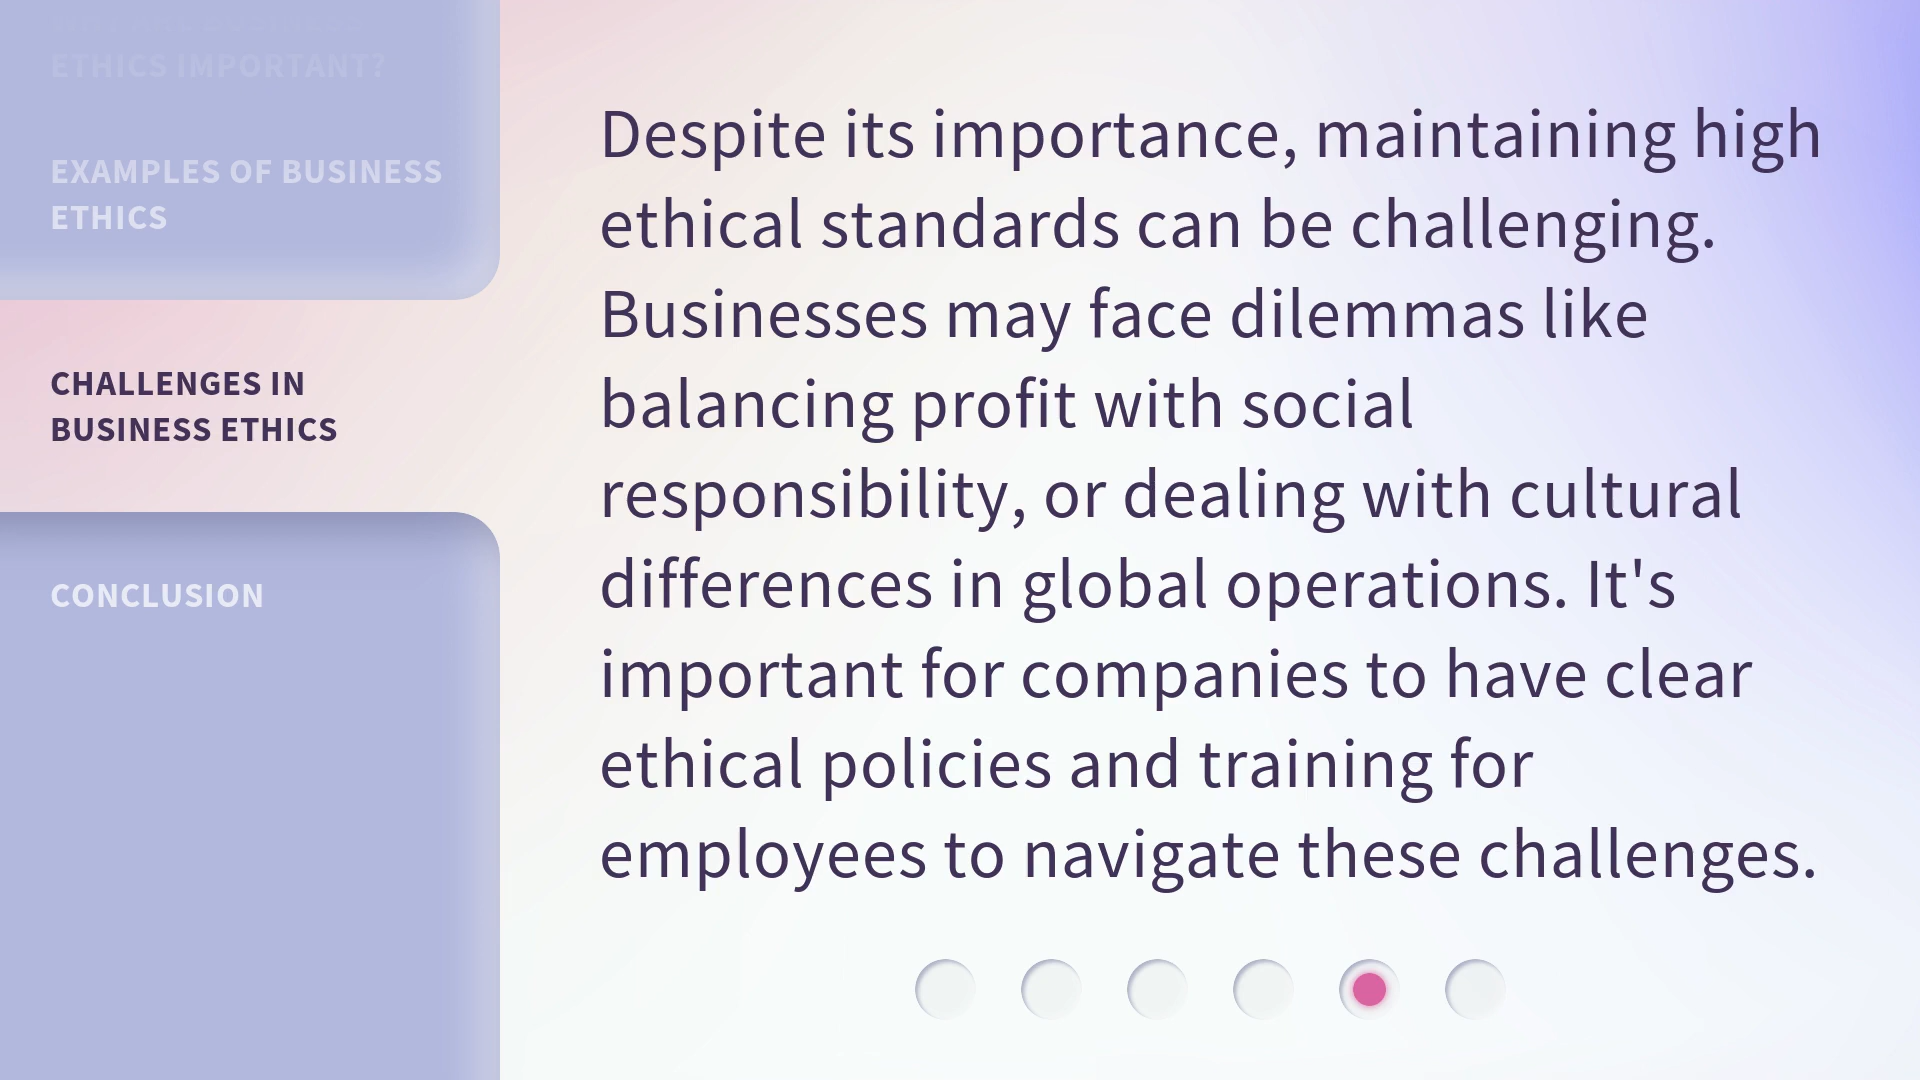 ETHICS IMPORTANT?
EXAMPLES OF BUSINESS
ETHICS
CHALLENGES IN
BUSINESS ETHICS
CONCLUSION
Despite its importance, maintaining high
ethical standards can be challenging.
Businesses may face dilemmas like
balancing profit with social
responsibility, or dealing with cultural
differences in global operations. It's
important for companies to have clear
ethical policies and training for
employees to navigate these challenges.